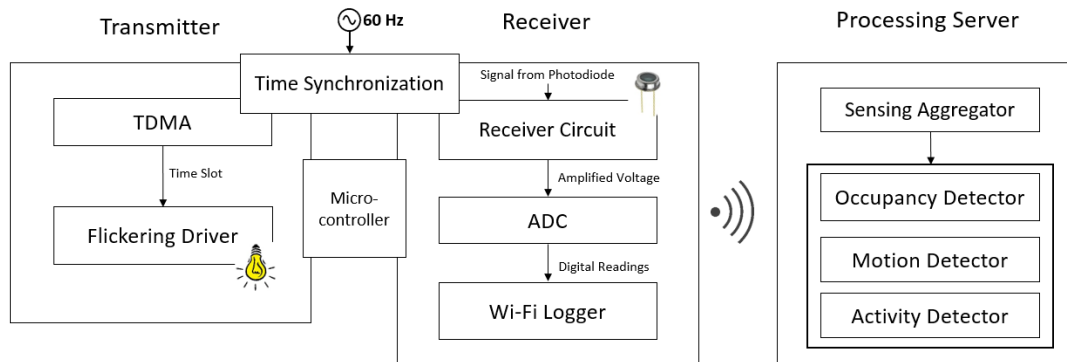 Transmitter
60 Hz
Receiver
Processing Server
Time Synchronization
TDMA
Time Slot
Flickering Driver
Micro-
controller
Signal from Photodiode
Receiver Circuit
Amplified Voltage
ADC
Digital Readings
Wi-Fi Logger
Sensing Aggregator
Occupancy Detector
Motion Detector
Activity Detector